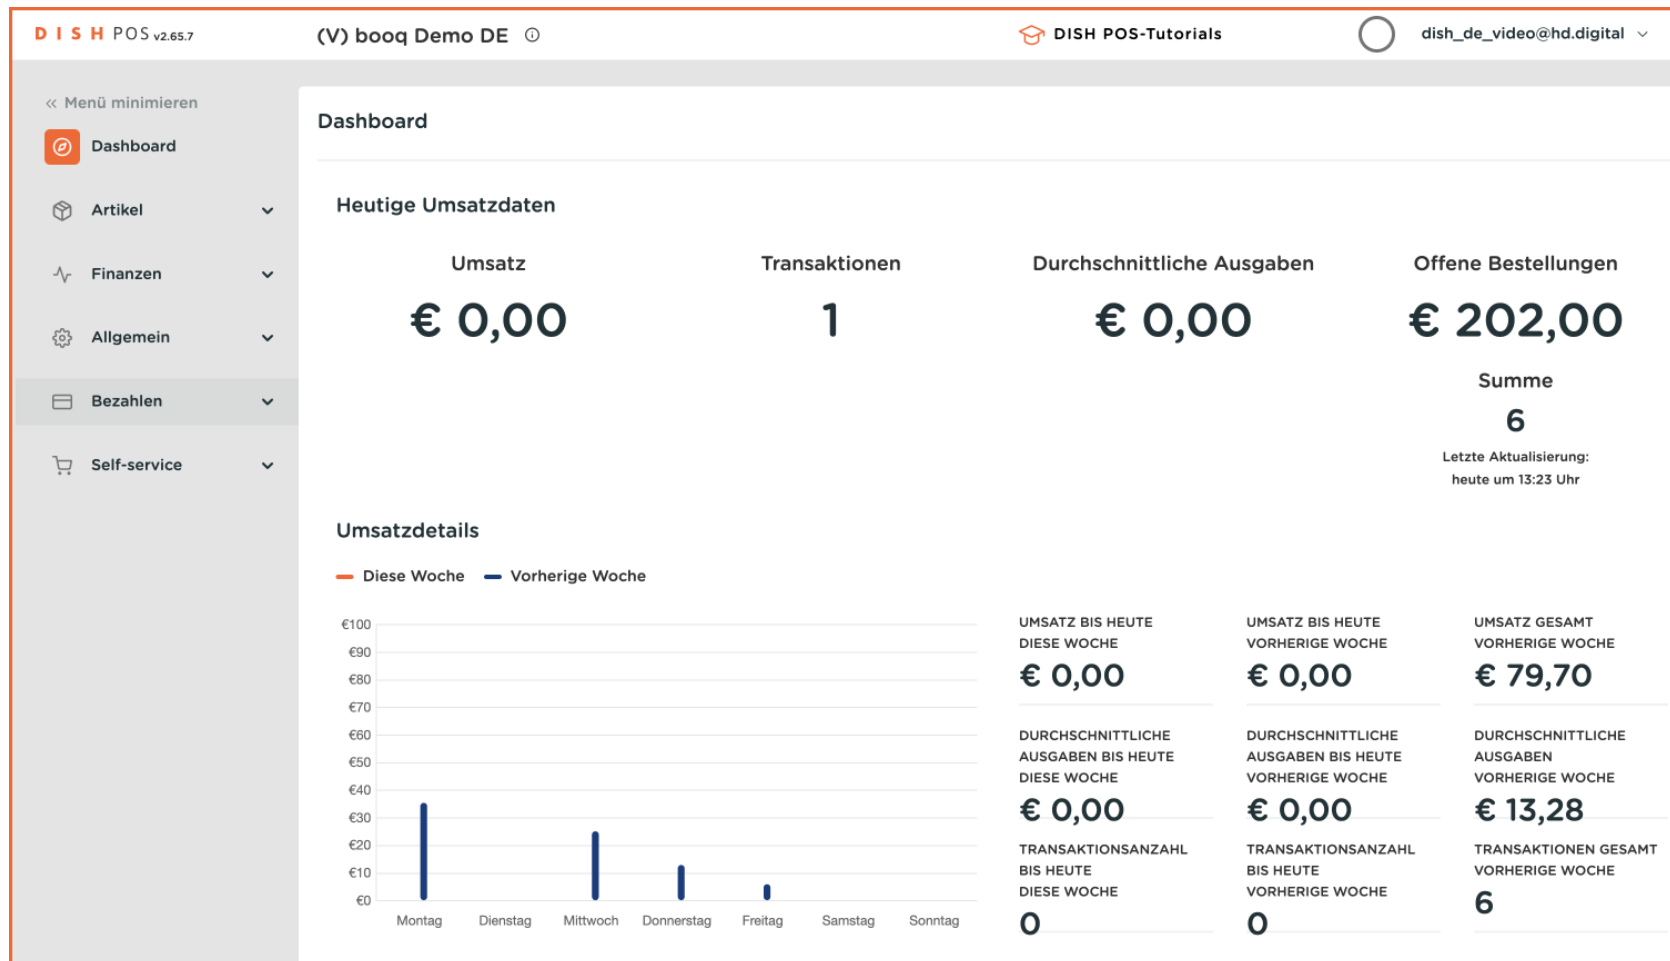 DISH POS v2.65.7
(V) booq Demo DE
DISH POS-Tutorials
dish_de_video@hd.digital
Menü minimieren
Dashboard
Artikel
Finanzen
Allgemein
Bezahlen
Self-service
Dashboard
Heutige Umsatzdaten
Umsatz
€ 0,00
Transaktionen
1
Durchschnittliche Ausgaben
€ 0,00
Offene Bestellungen
€ 202,00
Summe
6
Letzte Aktualisierung:
heute um 13:23 Uhr
Umsatzdetails
Diese Woche
Vorherige Woche
€100
€90
€80
€70
€60
€50
€40
€30
€20
€10
€0
Montag
Dienstag
Mittwoch
Donnerstag
Freitag
Samstag
Sonntag
UMSATZ BIS HEUTE
DIESE WOCHE
€ 0,00
UMSATZ BIS HEUTE
VORHERIGE WOCHE
€ 0,00
UMSATZ GESAMT
VORHERIGE WOCHE
€ 79,70
DURCHSCHNITTLICHE
AUSGABEN BIS HEUTE
DIESE WOCHE
€ 0,00
DURCHSCHNITTLICHE
AUSGABEN BIS HEUTE
VORHERIGE WOCHE
€ 0,00
DURCHSCHNITTLICHE
AUSGABEN
VORHERIGE WOCHE
€ 13,28
TRANSAKTIONSANZAHL
BIS HEUTE
DIESE WOCHE
0
TRANSAKTIONSANZAHL
BIS HEUTE
VORHERIGE WOCHE
0
TRANSAKTIONEN GESAMT
VORHERIGE WOCHE
6